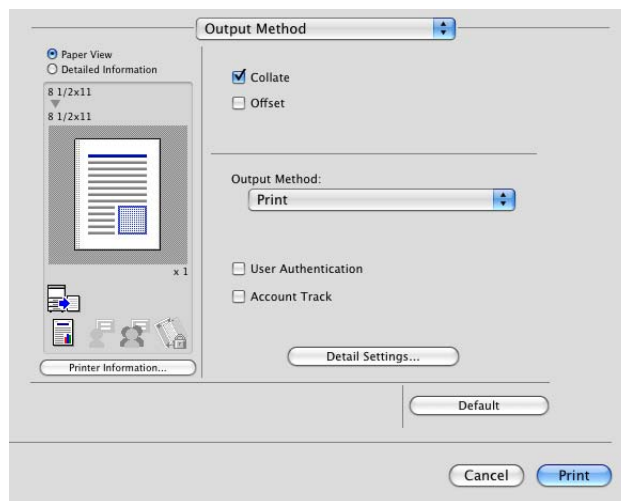 Output Method
Paper View
Detailed Information
8 1/2x11
8 1/2x11
x 1
Printer Information...
Collate
Offset
Output Method:
Print
User Authentication
Account Track
Detail Settings...
Default
Cancel
Print